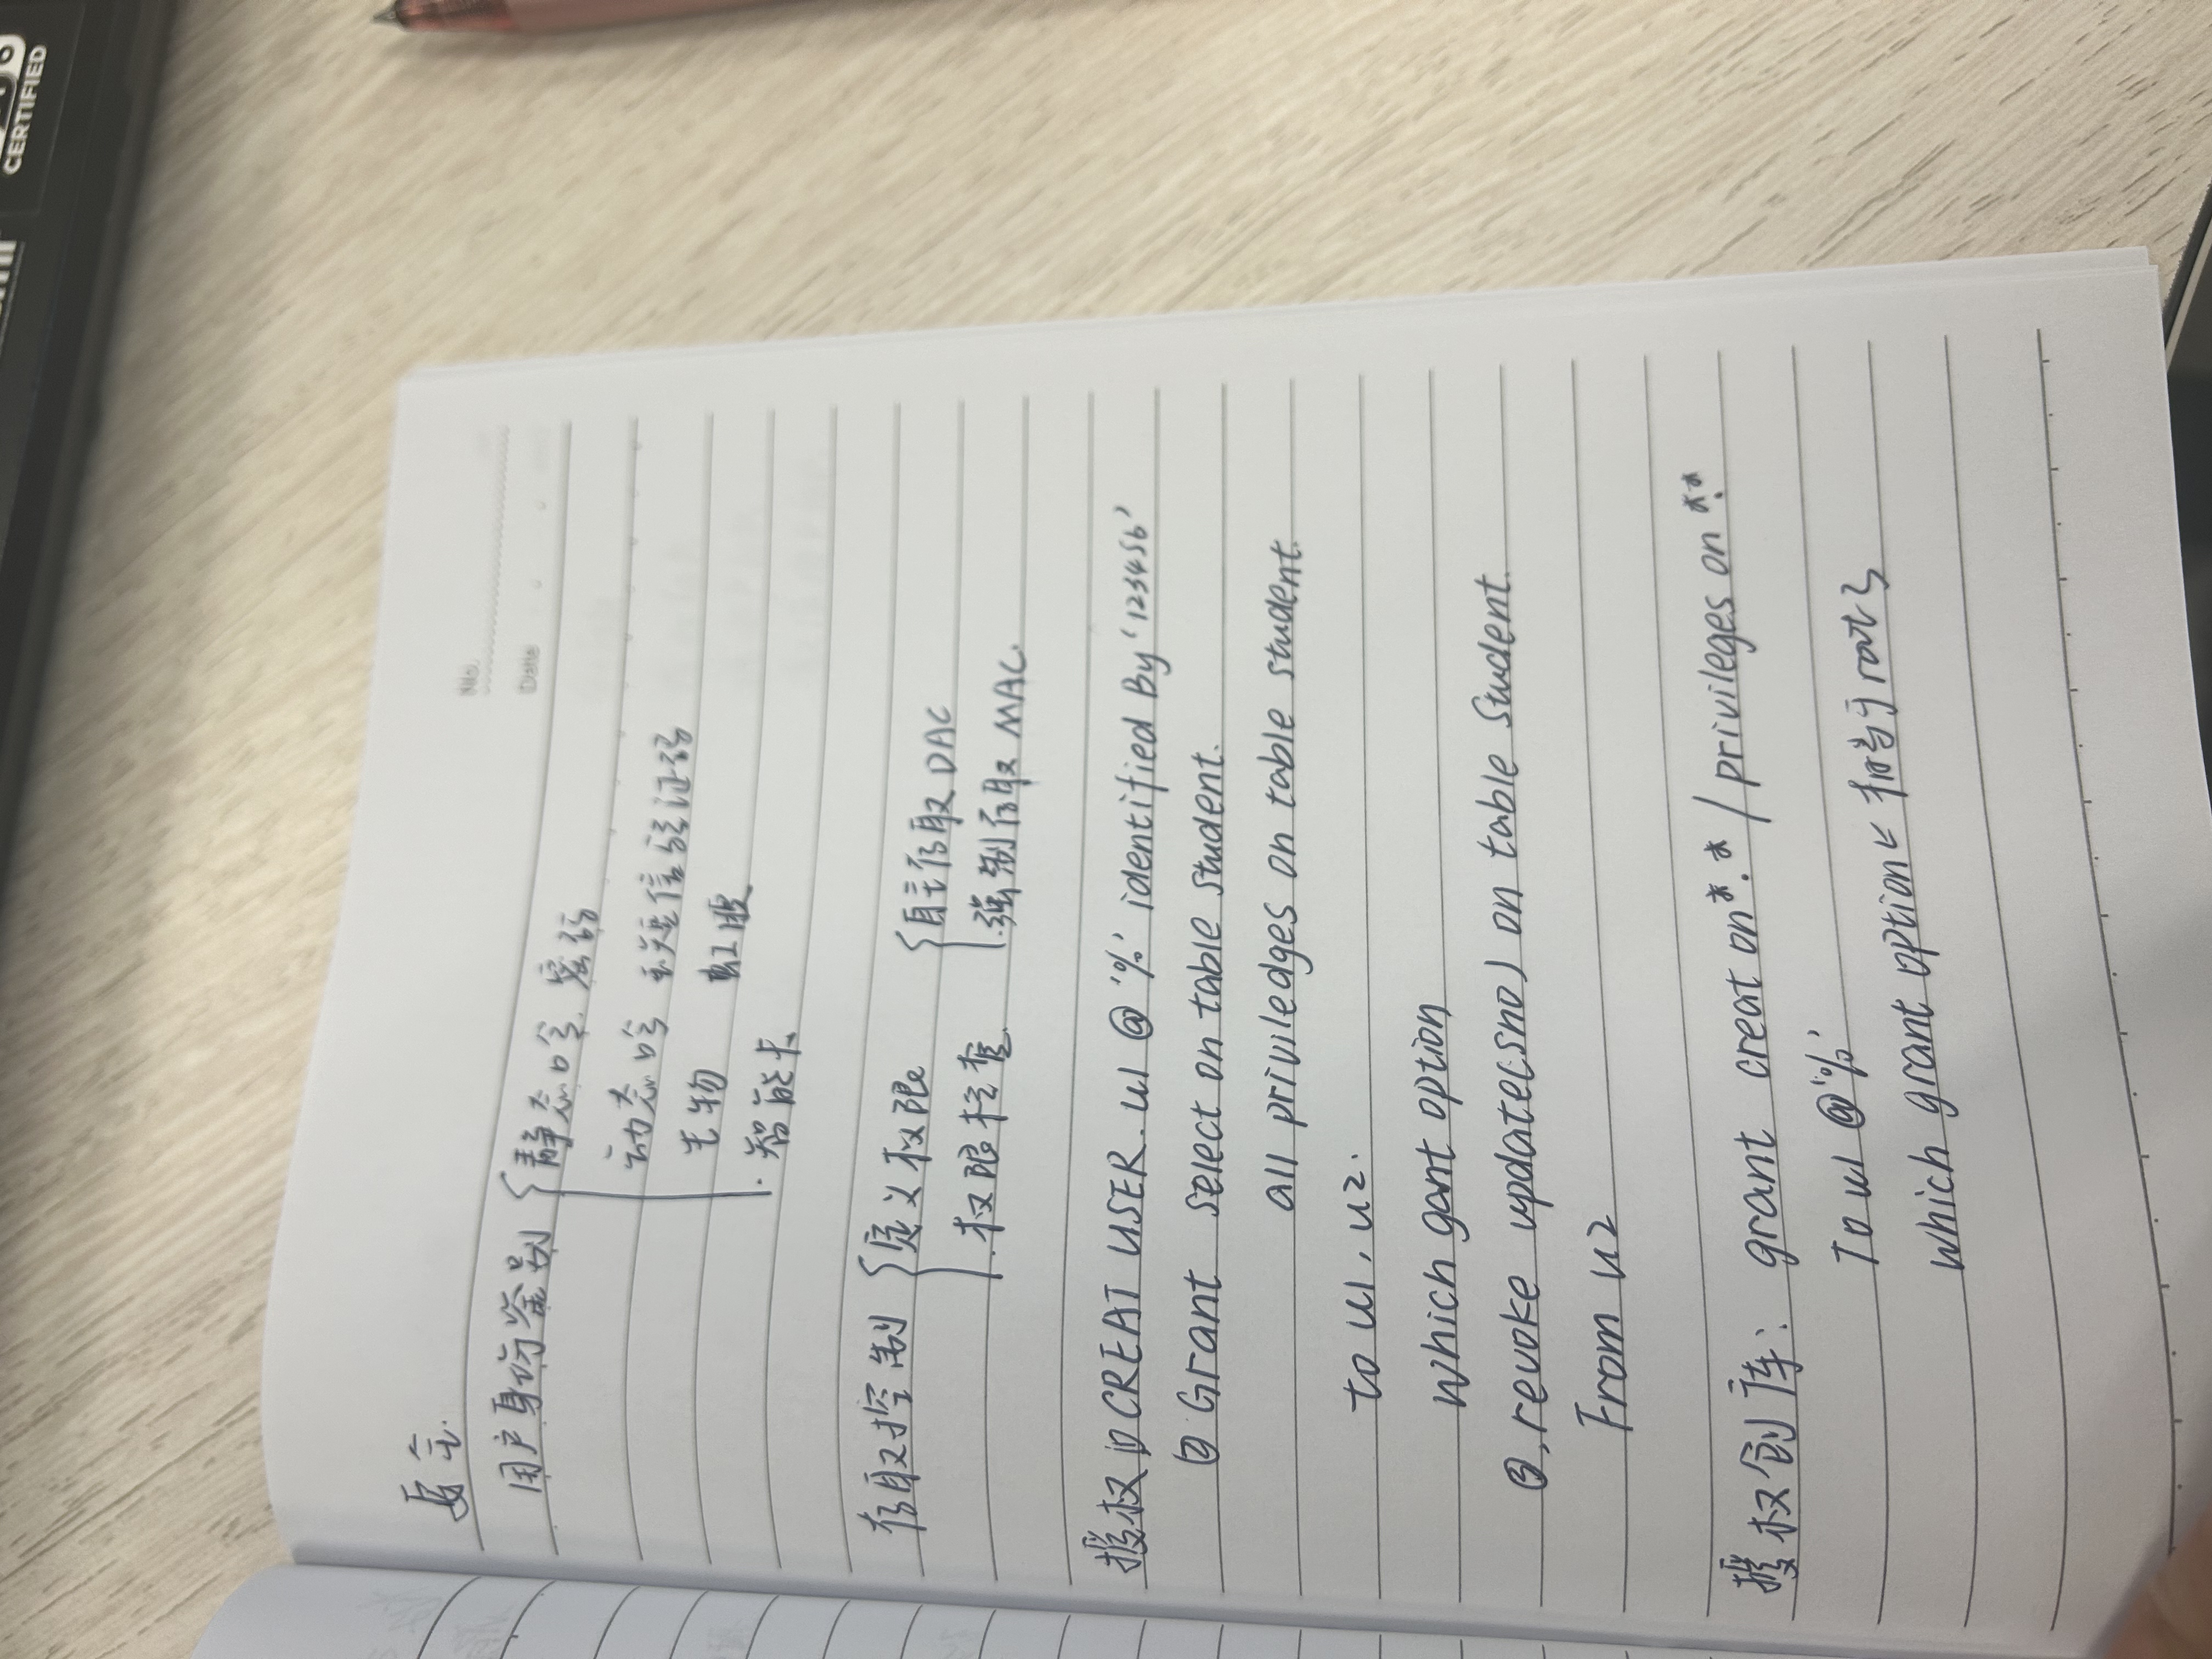 CERTIFIED
安全.
No.
Date
用户身份鉴别 { 静态口令 密码
动态口令 短信验证码
生物 虹膜
智能卡
存取控制 { 定义权限 { 自主存取 DAC
权限检查 强制存取 MAC.
授权 ① CREAT USER. u1 @ '%' identified By '123456'
② Grant select on table student.
all priviledges on table student.
to u1, u2.
which gant option
③. revoke update(sno) on table Student.
From u2
授权创库: grant creat on *.* / privileges on *.*
To u1 @ '%'
which grant option ← 相当于root了